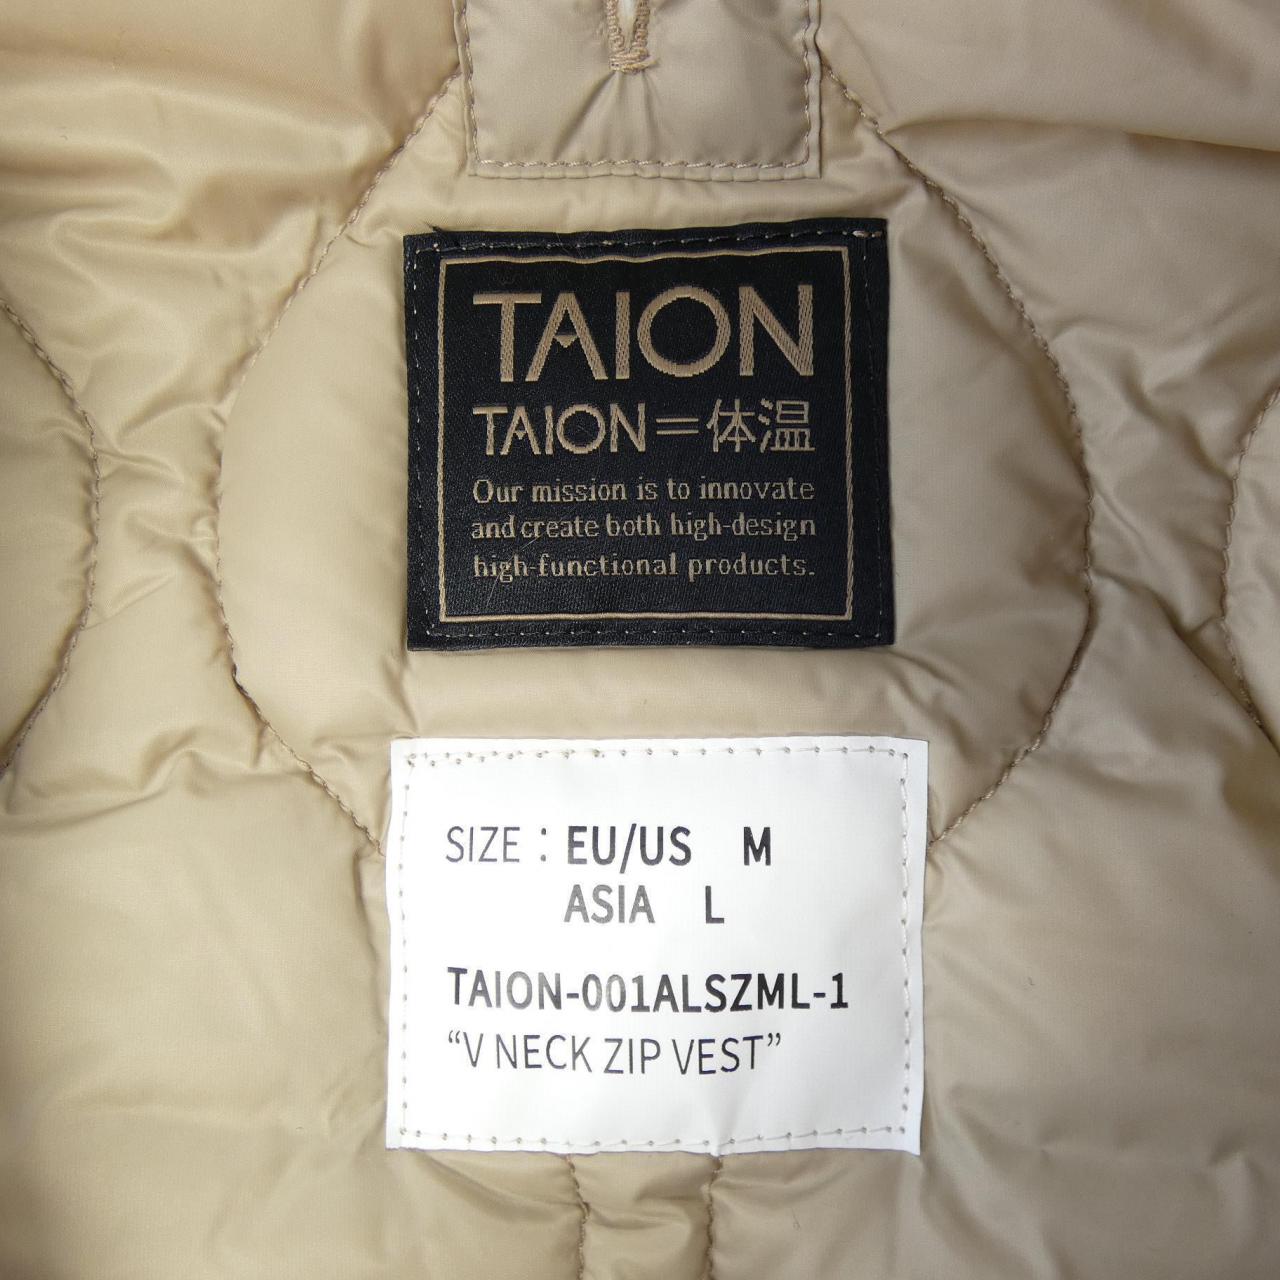 TAION
TAION=体温
Our mission is to innovate
and create both high-design
high-functional products.
SIZE : EU/US M
ASIA L
TAION-001ALSZML-1
“V NECK ZIP VEST”